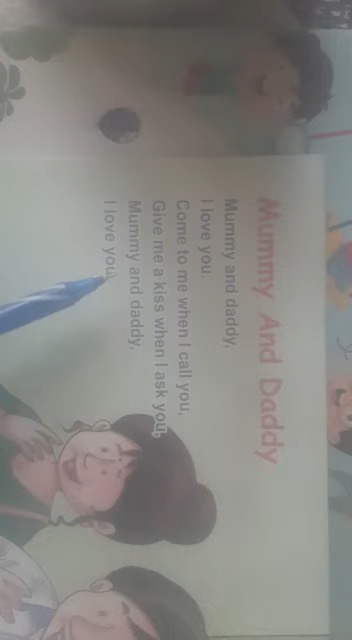 Mummy And Daddy
Mummy and daddy,
I love you.
Come to me when I call you,
Give me a kiss when I ask you,
Mummy and daddy,
I love you.